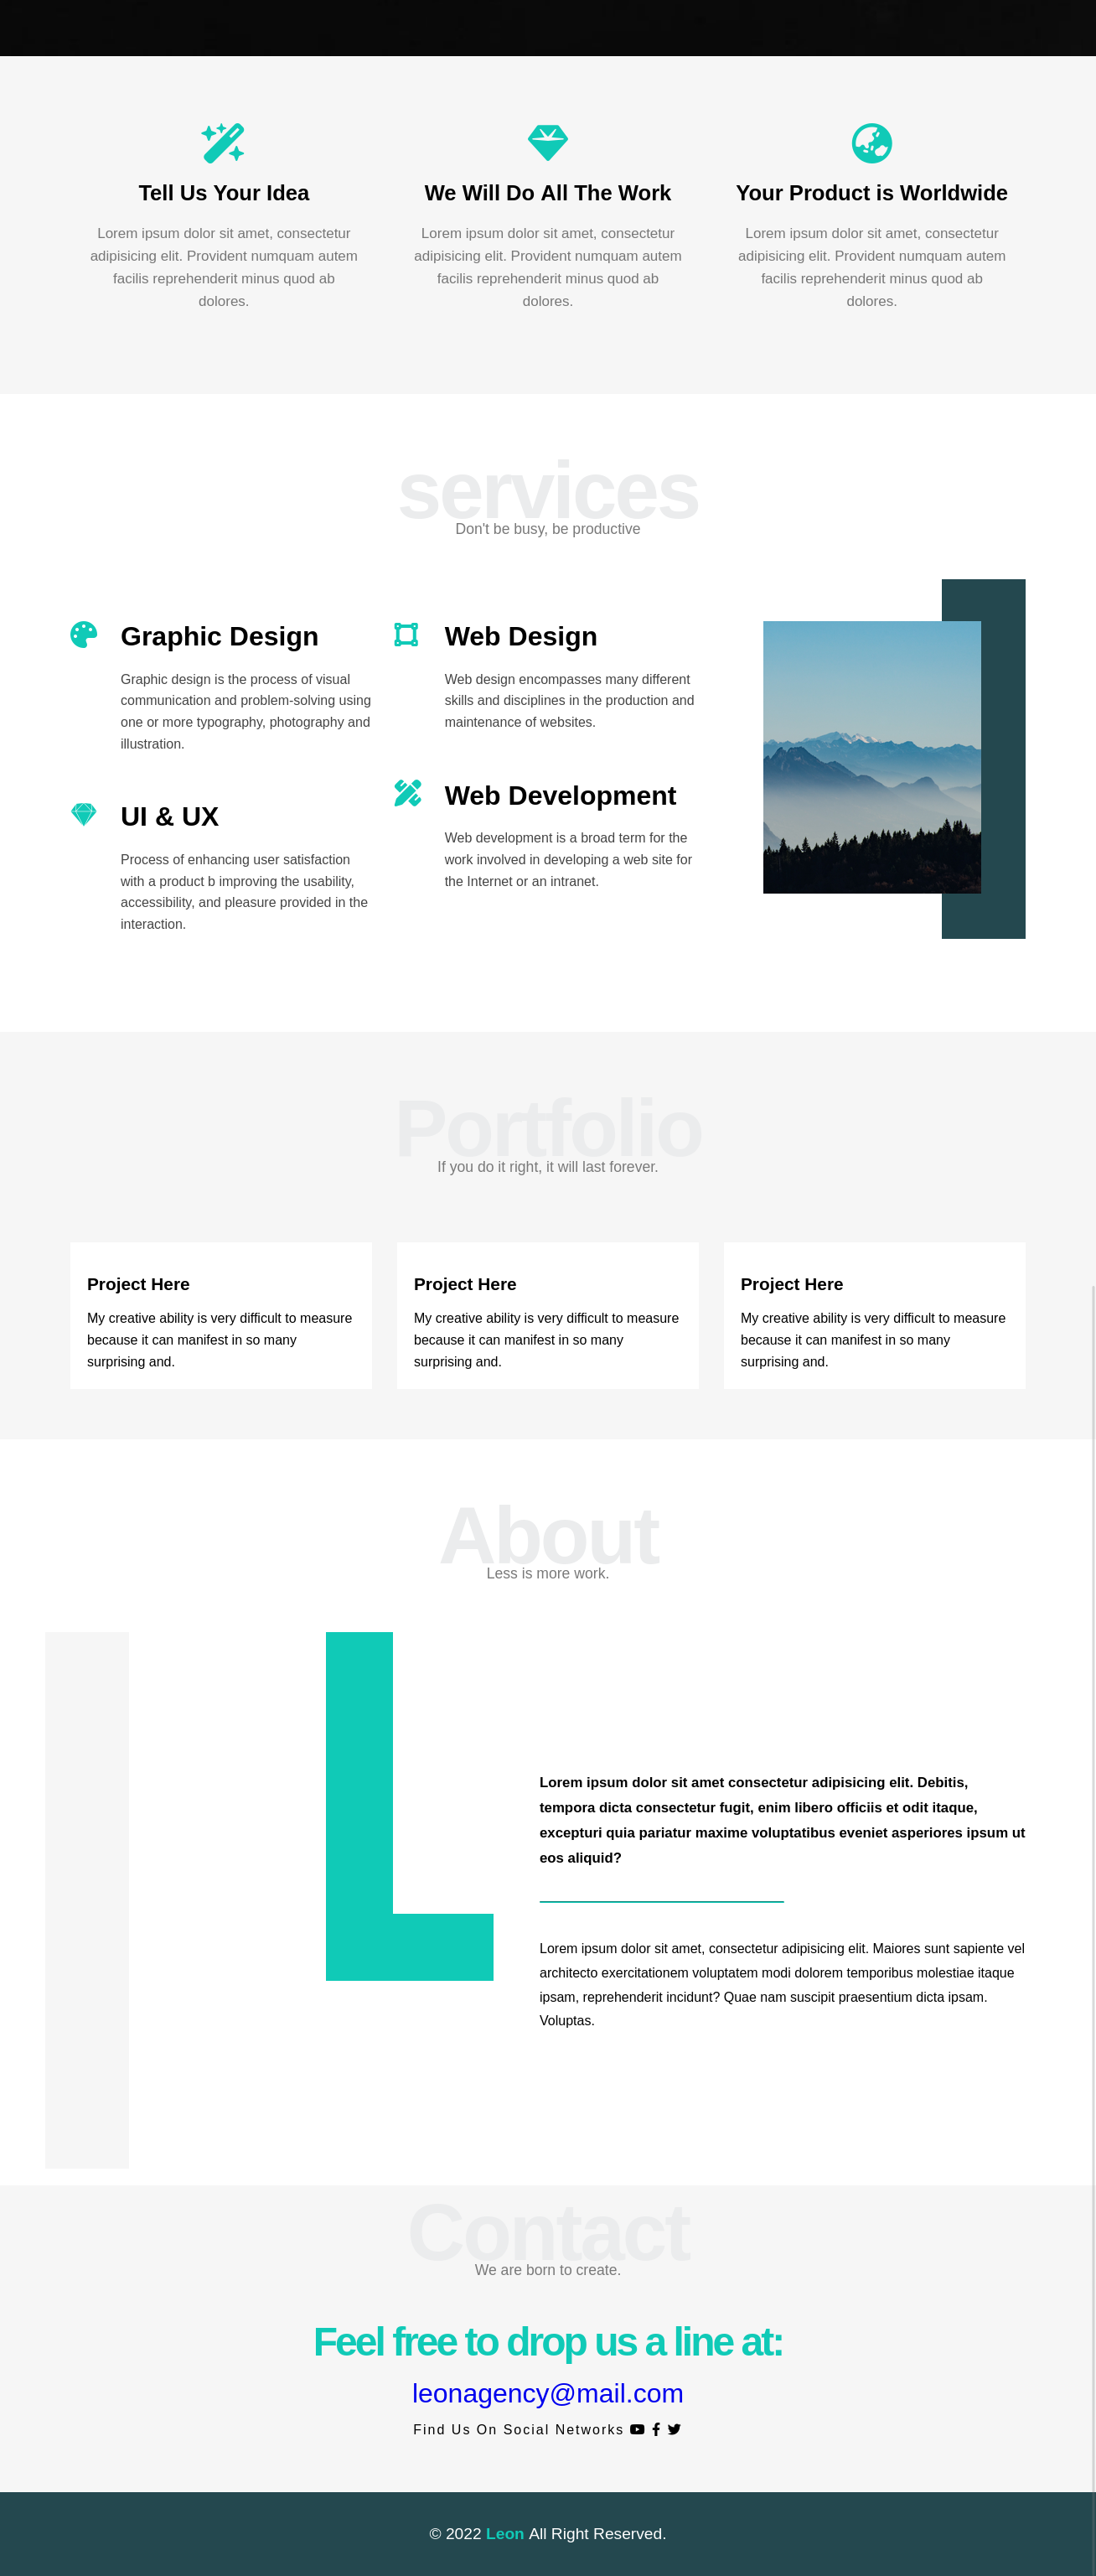 Tell Us Your Idea
Lorem ipsum dolor sit amet, consectetur
adipisicing elit. Provident numquam autem
facilis reprehenderit minus quod ab
dolores.
We Will Do All The Work
Lorem ipsum dolor sit amet, consectetur
adipisicing elit. Provident numquam autem
facilis reprehenderit minus quod ab
dolores.
Your Product is Worldwide
Lorem ipsum dolor sit amet, consectetur
adipisicing elit. Provident numquam autem
facilis reprehenderit minus quod ab
dolores.
services
Don't be busy, be productive
Graphic Design
Graphic design is the process of visual
communication and problem-solving using
one or more typography, photography and
illustration.
UI & UX
Process of enhancing user satisfaction
with a product b improving the usability,
accessibility, and pleasure provided in the
interaction.
Web Design
Web design encompasses many different
skills and disciplines in the production and
maintenance of websites.
Web Development
Web development is a broad term for the
work involved in developing a web site for
the Internet or an intranet.
Portfolio
If you do it right, it will last forever.
Project Here
My creative ability is very difficult to measure
because it can manifest in so many
surprising and.
Project Here
My creative ability is very difficult to measure
because it can manifest in so many
surprising and.
Project Here
My creative ability is very difficult to measure
because it can manifest in so many
surprising and.
About
Less is more work.
Lorem ipsum dolor sit amet consectetur adipisicing elit. Debitis,
tempora dicta consectetur fugit, enim libero officiis et odit itaque,
excepturi quia pariatur maxime voluptatibus eveniet asperiores ipsum ut
eos aliquid?
Lorem ipsum dolor sit amet, consectetur adipisicing elit. Maiores sunt sapiente vel
architecto exercitationem voluptatem modi dolorem temporibus molestiae itaque
ipsam, reprehenderit incidunt? Quae nam suscipit praesentium dicta ipsam.
Voluptas.
Contact
We are born to create.
Feel free to drop us a line at:
leonagency@mail.com
Find Us On Social Networks
© 2022 Leon All Right Reserved.